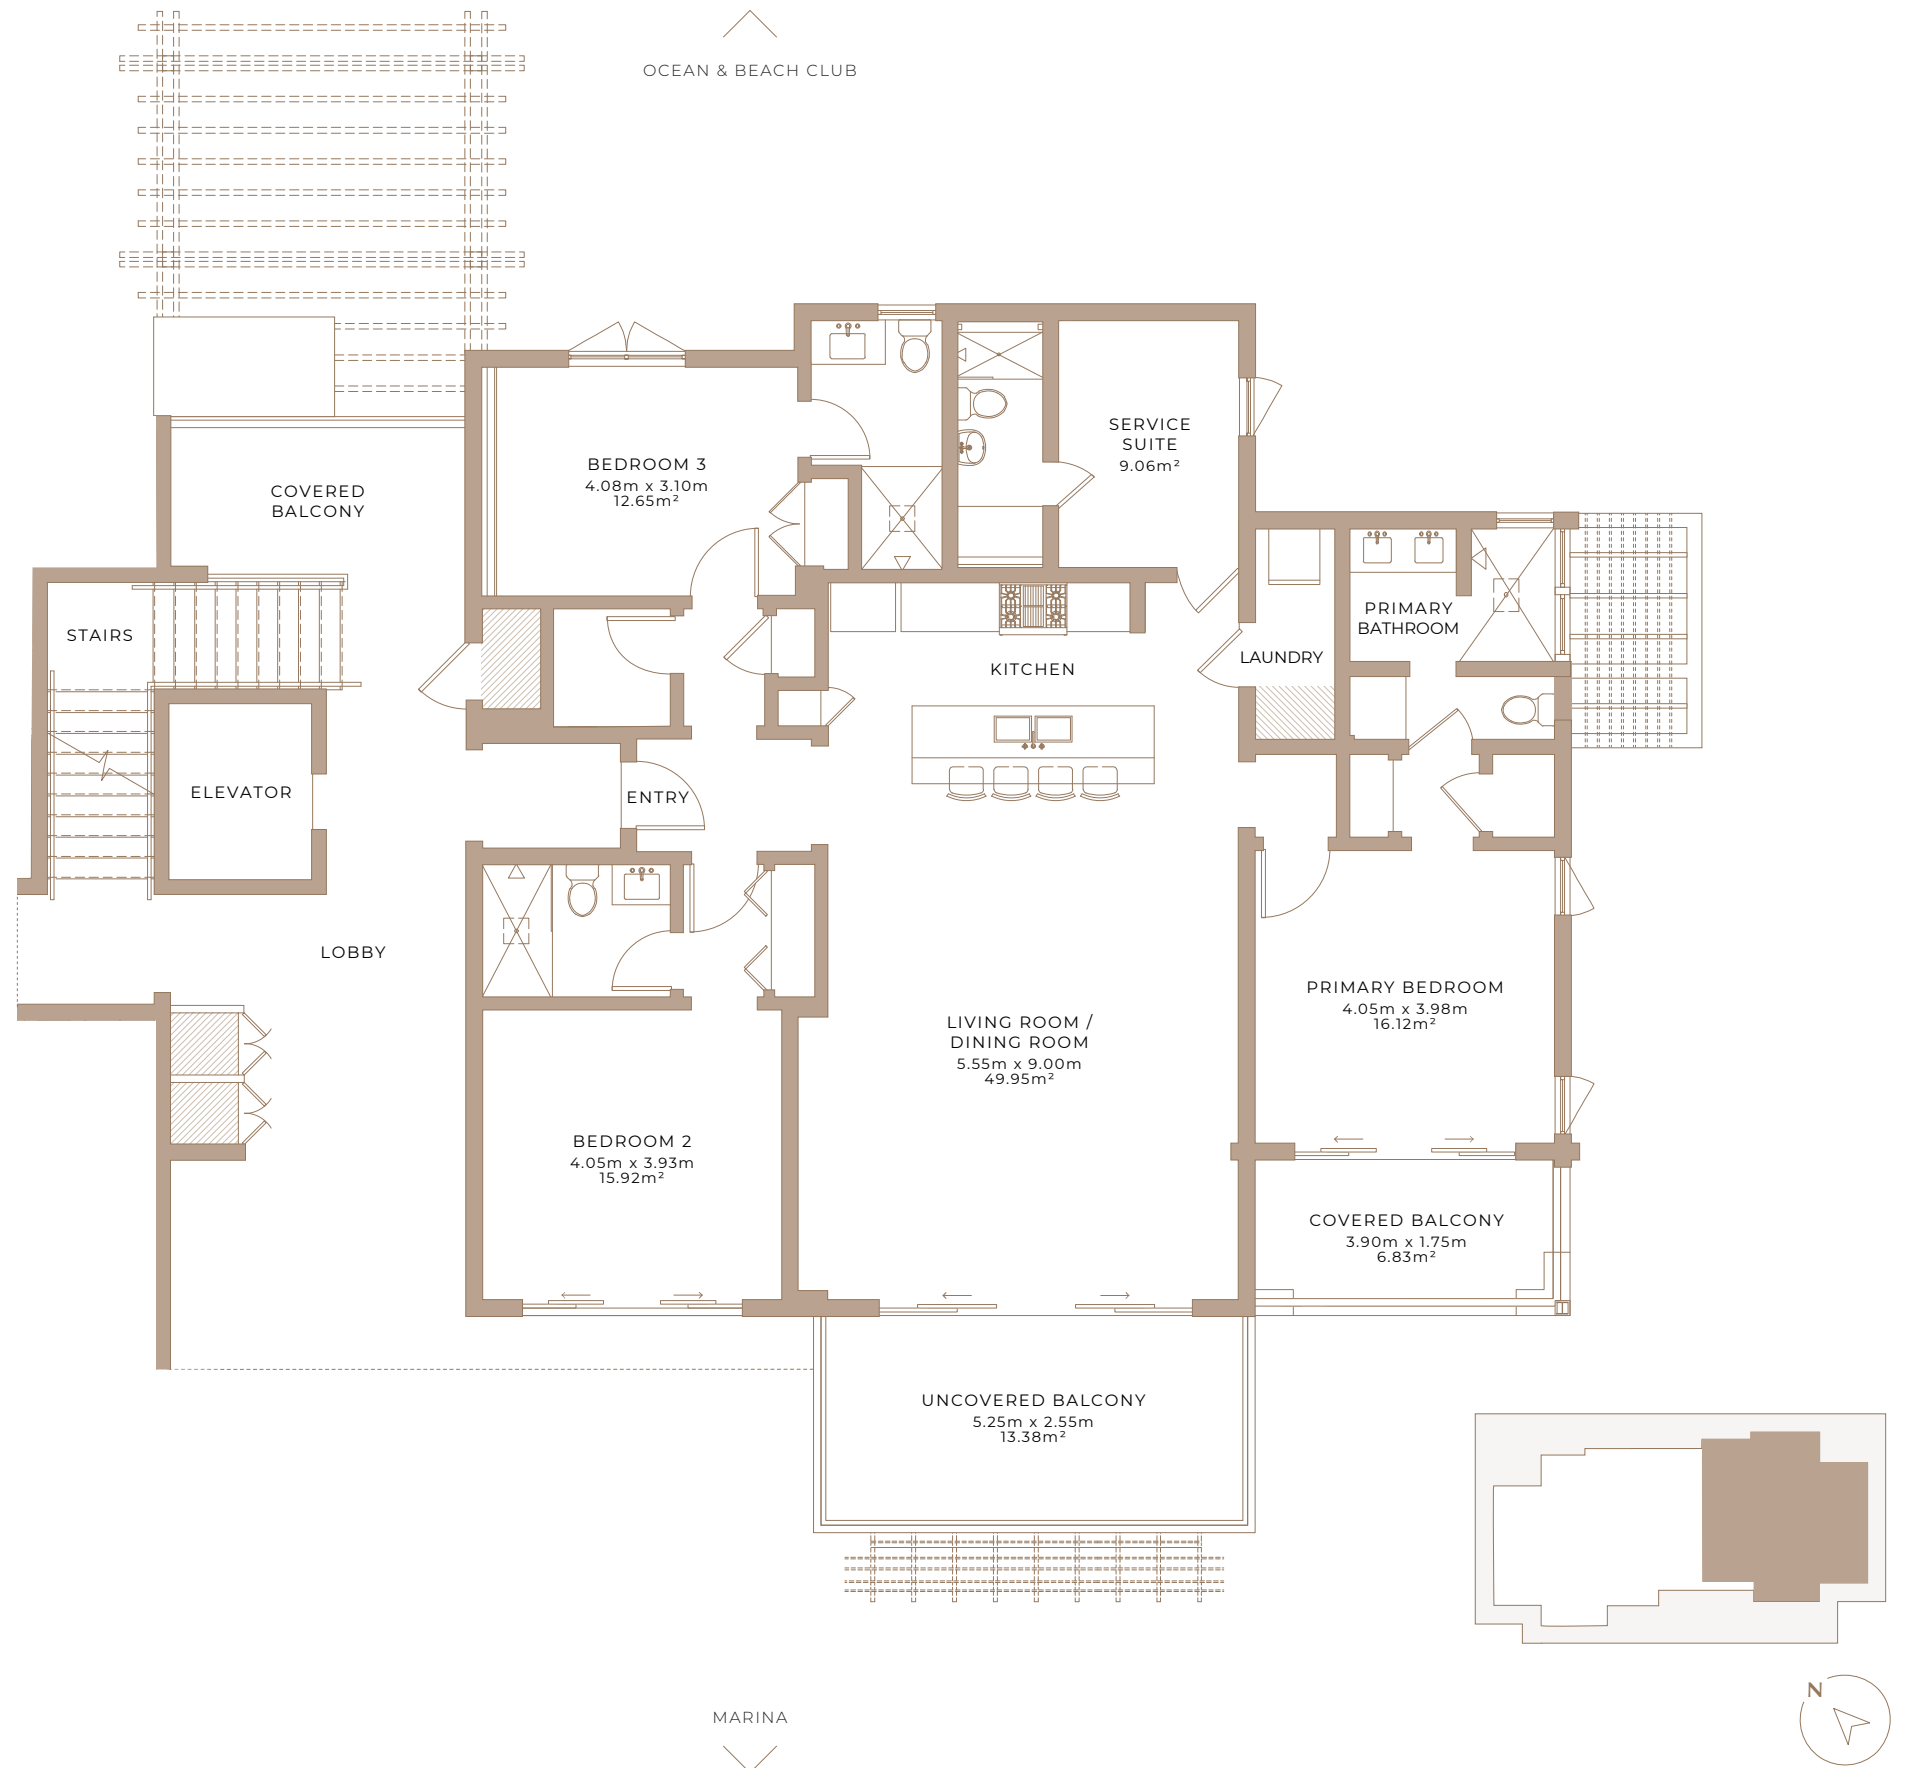 OCEAN & BEACH CLUB
SERVICE
SUITE
9.06m²
BEDROOM 3
4.08m x 3.10m
12.65m²
COVERED
BALCONY
STAIRS
PRIMARY
BATHROOM
LAUNDRY
KITCHEN
ELEVATOR
ENTRY
LOBBY
PRIMARY BEDROOM
4.05m x 3.98m
16.12m²
LIVING ROOM /
DINING ROOM
5.55m x 9.00m
49.95m²
BEDROOM 2
4.05m x 3.93m
15.92m²
COVERED BALCONY
3.90m x 1.75m
6.83m²
UNCOVERED BALCONY
5.25m x 2.55m
13.38m²
N
MARINA